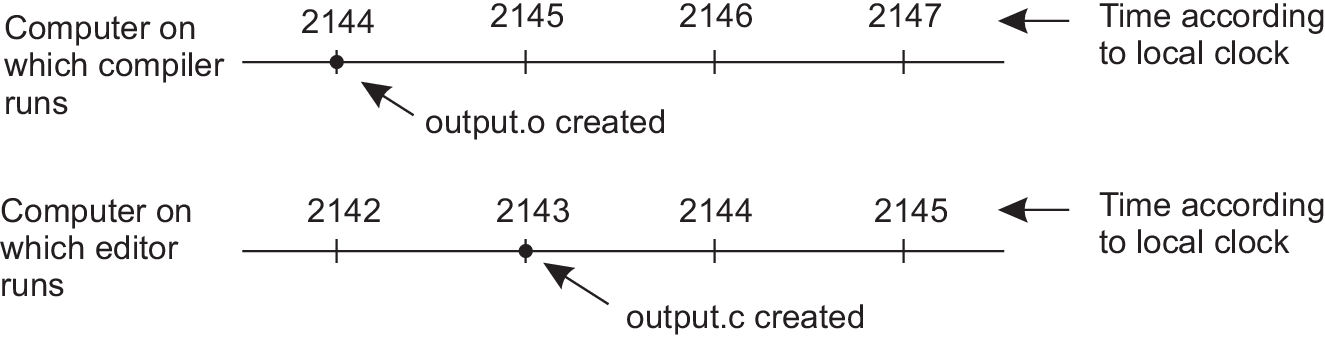 Computer on
which compiler
runs
2144 2145 2146 2147
Time according
to local clock
output.o created
Computer on
which editor
runs
2142 2143 2144 2145
Time according
to local clock
output.c created